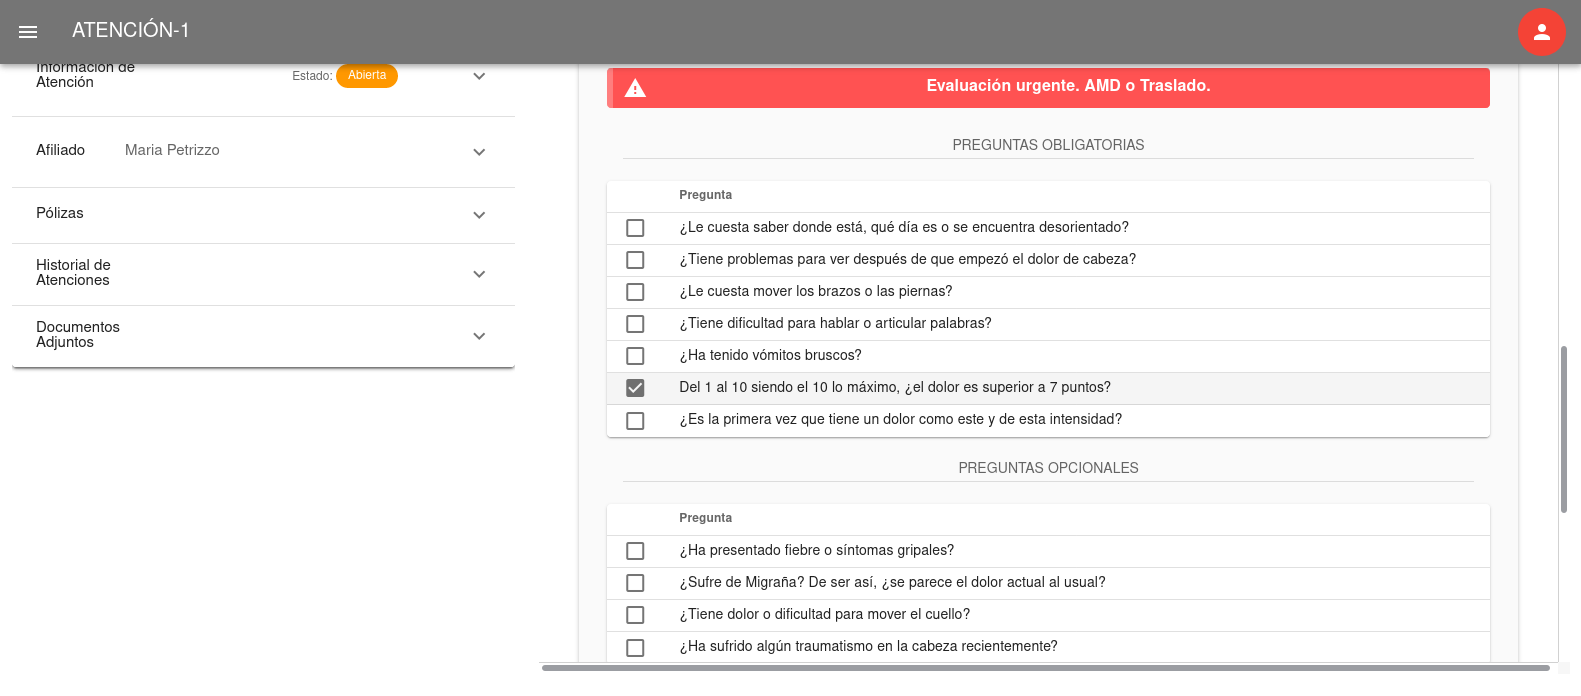 ATENCIÓN-1
Información de
Atención
Estado: Abierta
Afiliado Maria Petrizzo
Pólizas
Historial de
Atenciones
Documentos
Adjuntos
Evaluación urgente. AMD o Traslado.
PREGUNTAS OBLIGATORIAS
Pregunta
¿Le cuesta saber donde está, qué día es o se encuentra desorientado?
¿Tiene problemas para ver después de que empezó el dolor de cabeza?
¿Le cuesta mover los brazos o las piernas?
¿Tiene dificultad para hablar o articular palabras?
¿Ha tenido vómitos bruscos?
Del 1 al 10 siendo el 10 lo máximo, ¿el dolor es superior a 7 puntos?
¿Es la primera vez que tiene un dolor como este y de esta intensidad?
PREGUNTAS OPCIONALES
Pregunta
¿Ha presentado fiebre o síntomas gripales?
¿Sufre de Migraña? De ser así, ¿se parece el dolor actual al usual?
¿Tiene dolor o dificultad para mover el cuello?
¿Ha sufrido algún traumatismo en la cabeza recientemente?